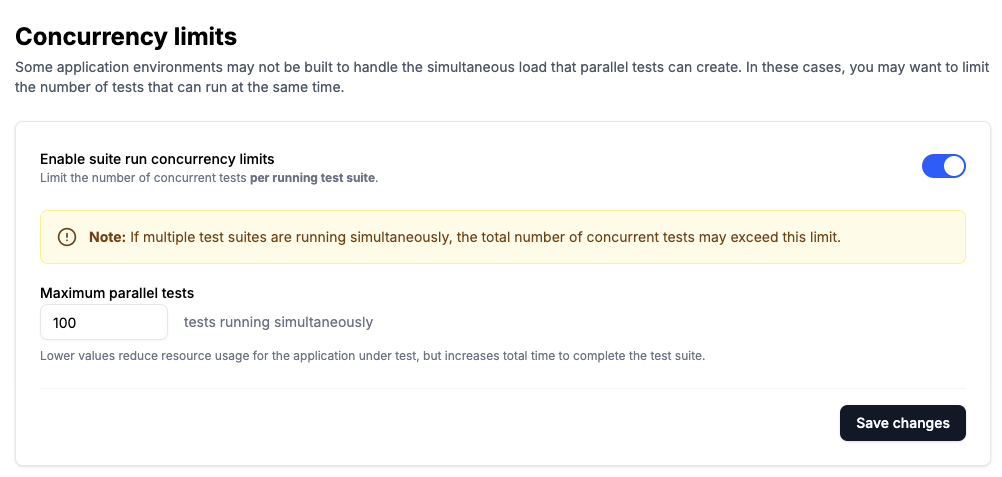 Concurrency limits
Some application environments may not be built to handle the simultaneous load that parallel tests can create. In these cases, you may want to limit
the number of tests that can run at the same time.
Enable suite run concurrency limits
Limit the number of concurrent tests per running test suite.
Note: If multiple test suites are running simultaneously, the total number of concurrent tests may exceed this limit.
Maximum parallel tests
100 tests running simultaneously
Lower values reduce resource usage for the application under test, but increases total time to complete the test suite.
Save changes